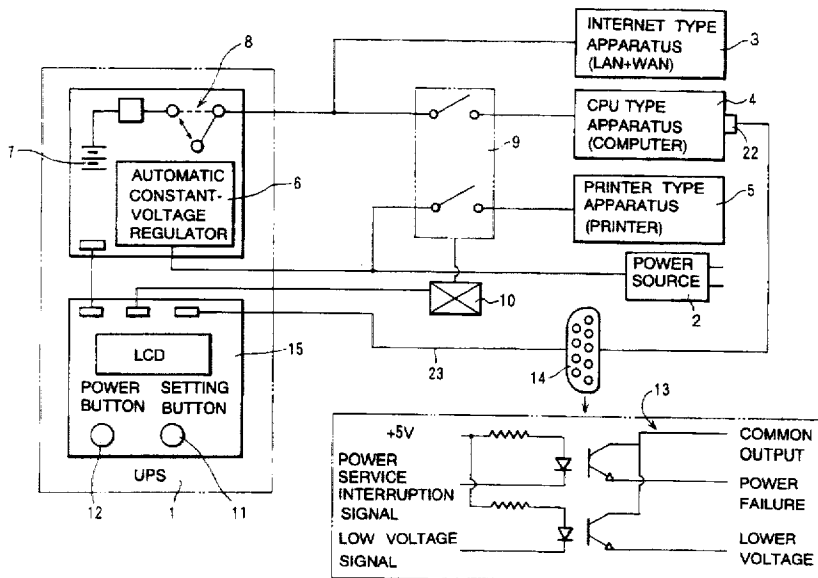 8
INTERNET TYPE
APPARATUS
(LAN+WAN)
3
CPU TYPE
APPARATUS
(COMPUTER)
4
22
7
9
AUTOMATIC
CONSTANT-
VOLTAGE
REGULATOR
6
PRINTER TYPE
APPARATUS
(PRINTER)
5
POWER
SOURCE
2
10
LCD
15
14
23
POWER
BUTTON
SETTING
BUTTON
12
UPS
1
11
13
+5V
POWER
SERVICE
INTERRUPTION
SIGNAL
LOW VOLTAGE
SIGNAL
COMMON
OUTPUT
POWER
FAILURE
LOWER
VOLTAGE